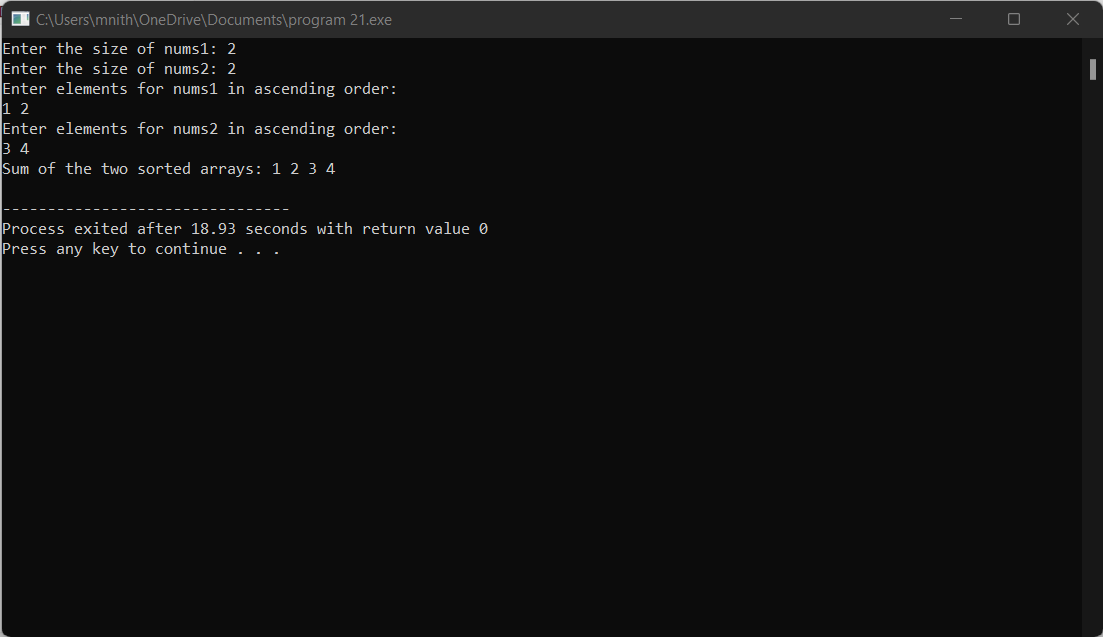 C:\Users\mnith\OneDrive\Documents\program 21.exe
Enter the size of nums1: 2
Enter the size of nums2: 2
Enter elements for nums1 in ascending order:
1 2
Enter elements for nums2 in ascending order:
3 4
Sum of the two sorted arrays: 1 2 3 4
--------------------------------
Process exited after 18.93 seconds with return value 0
Press any key to continue . . .